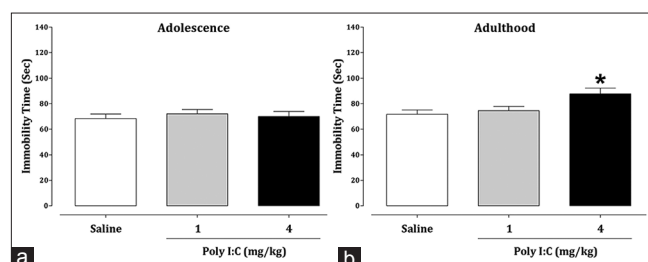 Adolescence
Immobility Time (Sec)
140
120
100
80
60
40
20
0
Saline
1
4
Poly I:C (mg/kg)
a
Adulthood
Immobility Time (Sec)
140
120
100
80
60
40
20
0
*
Saline
1
4
Poly I:C (mg/kg)
b